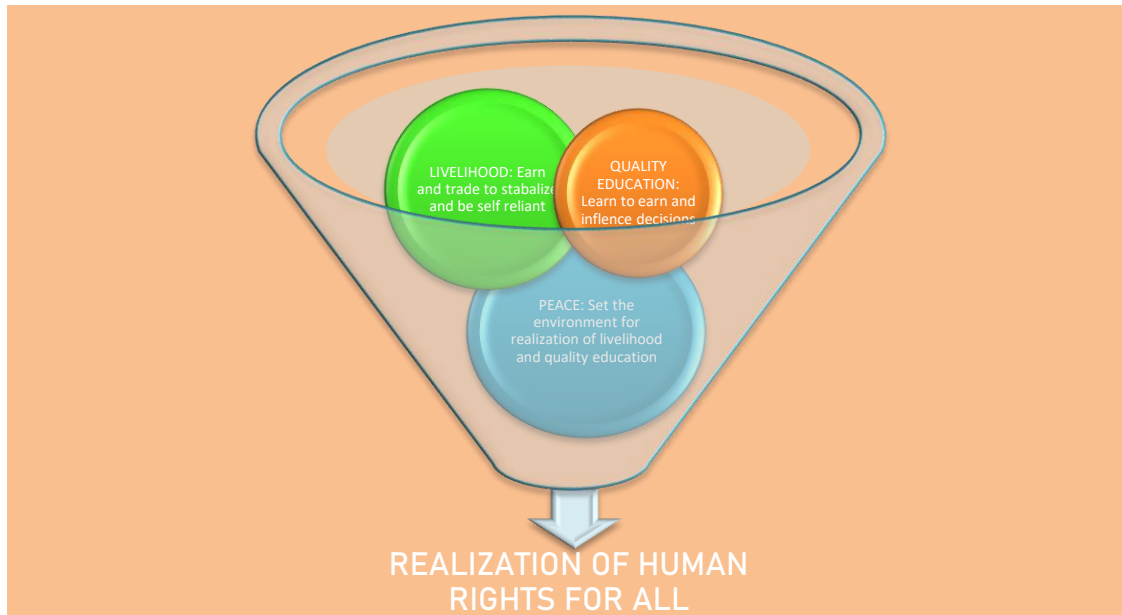 LIVELIHOOD: Earn
and trade to stabalize
and be self reliant
QUALITY
EDUCATION:
Learn to earn and
inflence decisions
PEACE: Set the
environment for
realization of livelihood
and quality education
REALIZATION OF HUMAN
RIGHTS FOR ALL